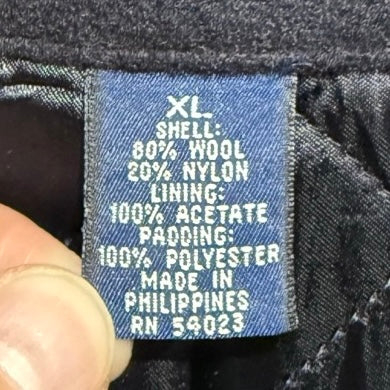 XL
SHELL:
80% WOOL
20% NYLON
LINING:
100% ACETATE
PADDING:
100% POLYESTER
MADE IN
PHILIPPINES
RN 54023